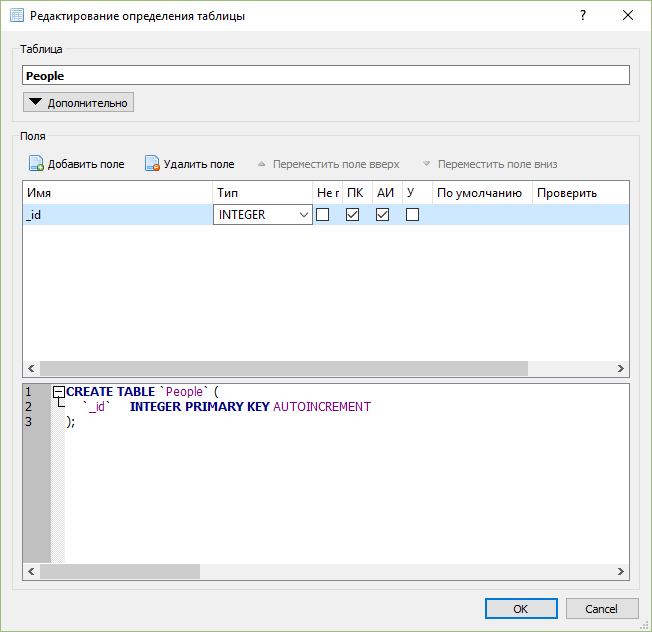 Редактирование определения таблицы ?
Таблица
People
Дополнительно
Поля
Добавить поле Удалить поле Переместить поле вверх Переместить поле вниз
Имя Тип Не г ПК АИ У По умолчанию Проверить
_id INTEGER
1 CREATE TABLE `People` (
2 `_id` INTEGER PRIMARY KEY AUTOINCREMENT
3 );
OK Cancel